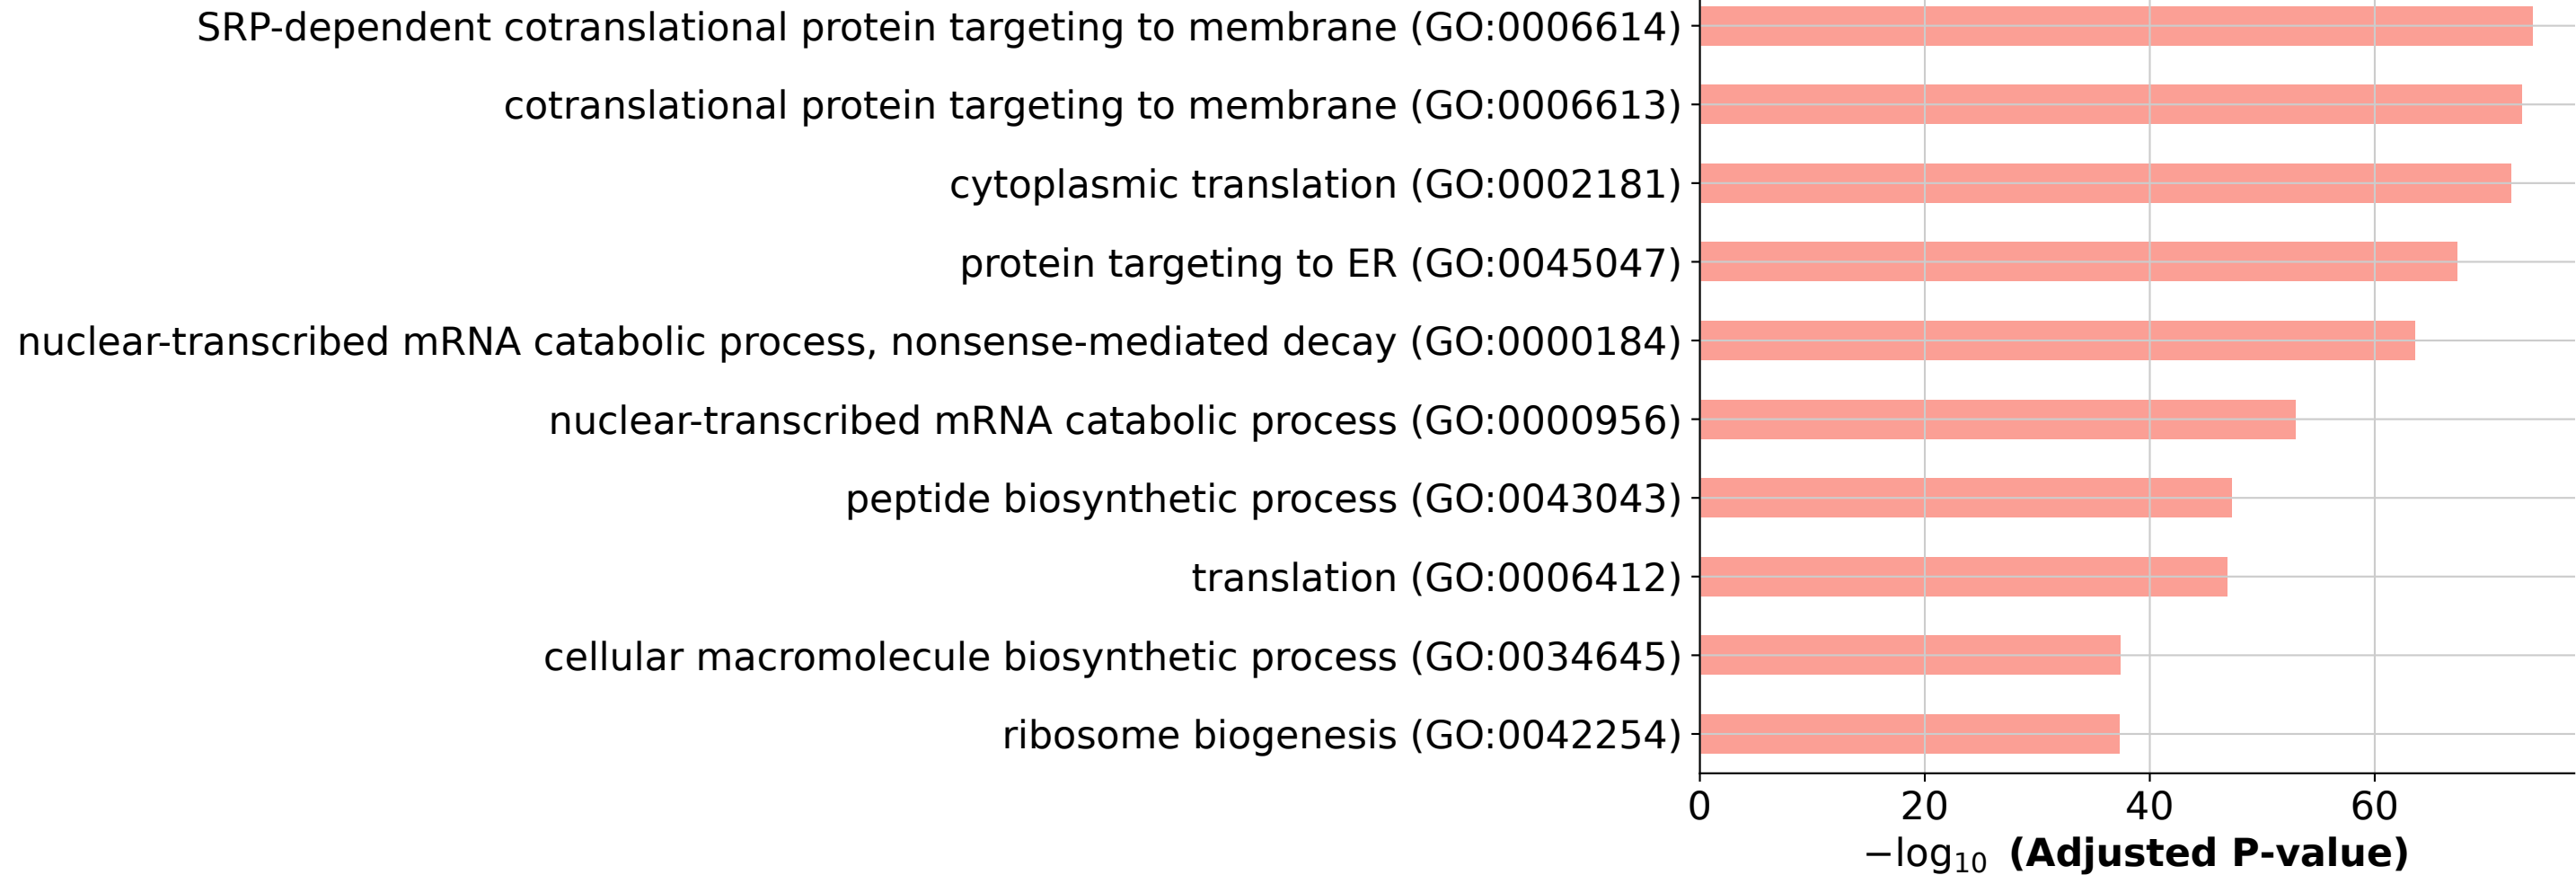 SRP-dependent cotranslational protein targeting to membrane (GO:0006614)
cotranslational protein targeting to membrane (GO:0006613)
cytoplasmic translation (GO:0002181)
protein targeting to ER (GO:0045047)
nuclear-transcribed mRNA catabolic process, nonsense-mediated decay (GO:0000184)
nuclear-transcribed mRNA catabolic process (GO:0000956)
peptide biosynthetic process (GO:0043043)
translation (GO:0006412)
cellular macromolecule biosynthetic process (GO:0034645)
ribosome biogenesis (GO:0042254)
0 20 40 60
−log₁₀ (Adjusted P-value)